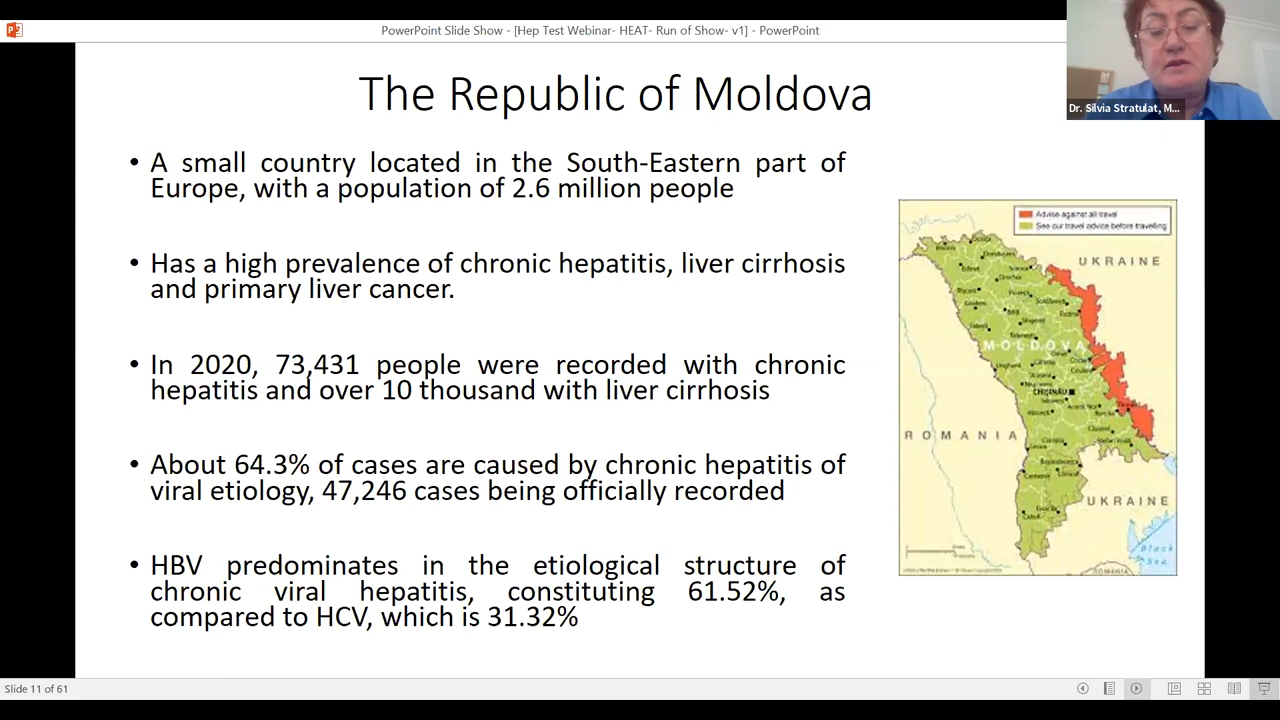 PowerPoint Slide Show - [Hep Test Webinar- HEAT- Run of Show- v1] - PowerPoint
Dr. Silvia Stratulat, M...
The Republic of Moldova
• A small country located in the South-Eastern part of
Europe, with a population of 2.6 million people
• Has a high prevalence of chronic hepatitis, liver cirrhosis
and primary liver cancer.
• In 2020, 73,431 people were recorded with chronic
hepatitis and over 10 thousand with liver cirrhosis
• About 64.3% of cases are caused by chronic hepatitis of
viral etiology, 47,246 cases being officially recorded
• HBV predominates in the etiological structure of
chronic viral hepatitis, constituting 61.52%, as
compared to HCV, which is 31.32%
Advise against all travel
See our travel advice before travelling
UKRAINE
MOLDOVA
CHIȘINĂU
ROMANIA
UKRAINE
Black
Sea
ROMANIA
Slide 11 of 61